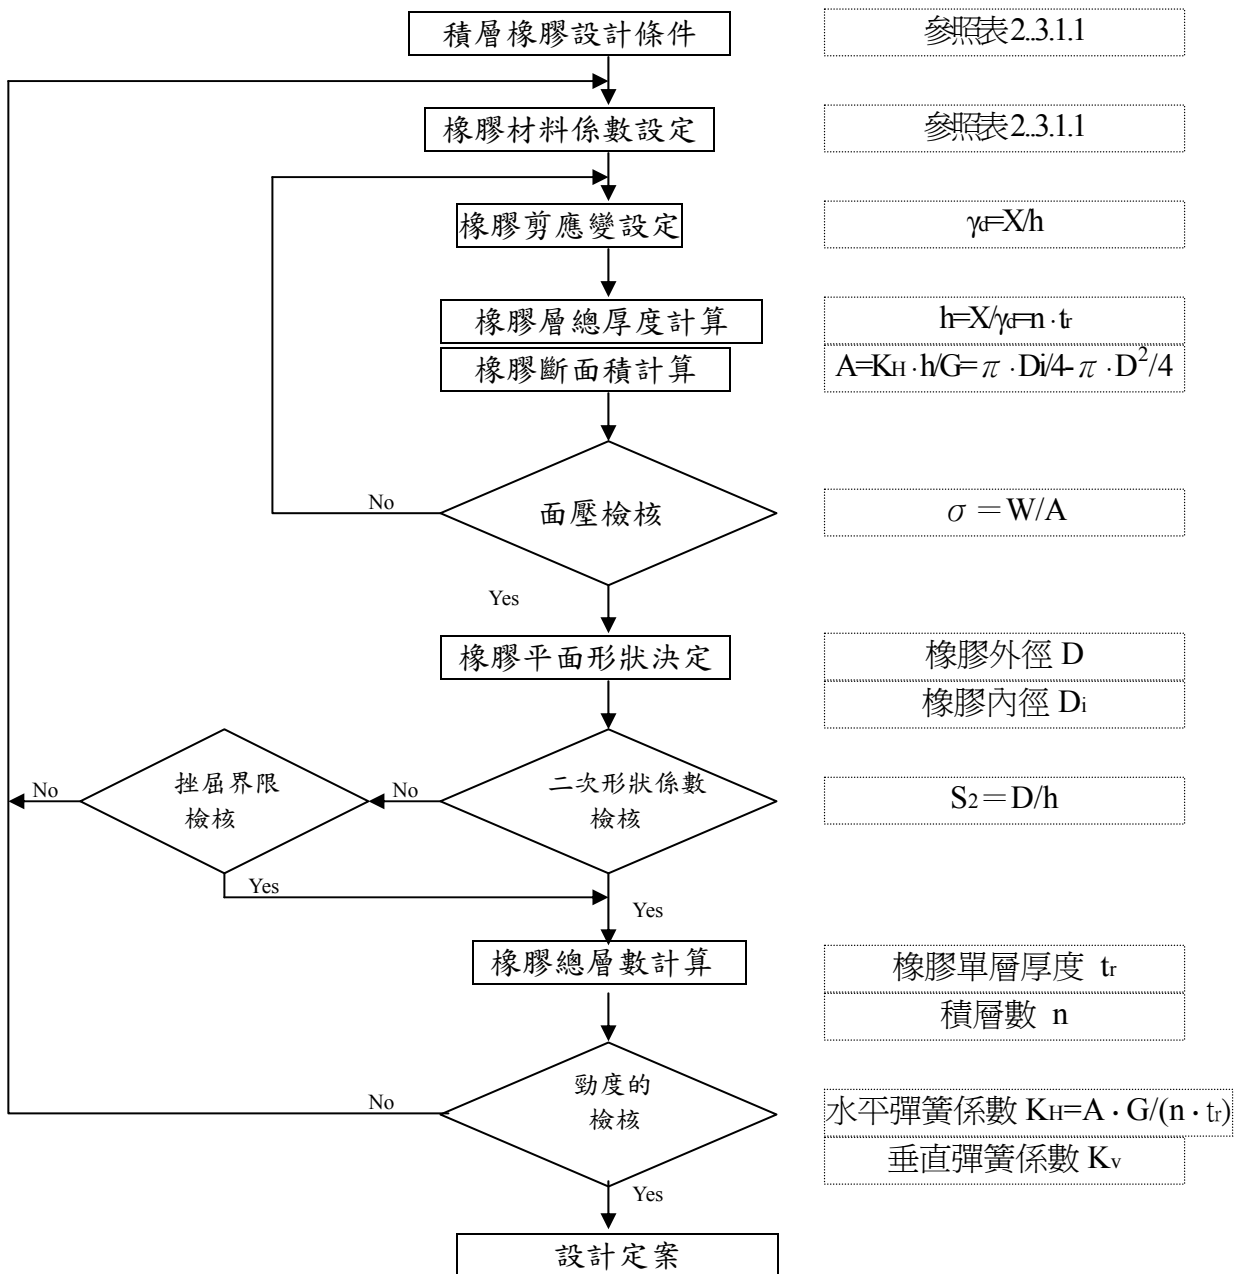 積層橡膠設計條件
參照表2..3.1.1
橡膠材料係數設定
參照表2.3.1.1
橡膠剪應變設定
γd=X/h
橡膠層總厚度計算
h=X/γd=n·tr
橡膠斷面積計算
A=KH·h/G=π·Di/4-π·D²/4
No
面壓檢核
σ=W/A
Yes
橡膠平面形狀決定
橡膠外徑 D
橡膠內徑 Di
No
挫屈界限
檢核
No
二次形狀係數
檢核
S2=D/h
Yes
Yes
橡膠總層數計算
橡膠單層厚度 tr
積層數 n
No
勁度的
檢核
水平彈簧係數 KH=A·G/(n·tr)
垂直彈簧係數 Kv
Yes
設計定案